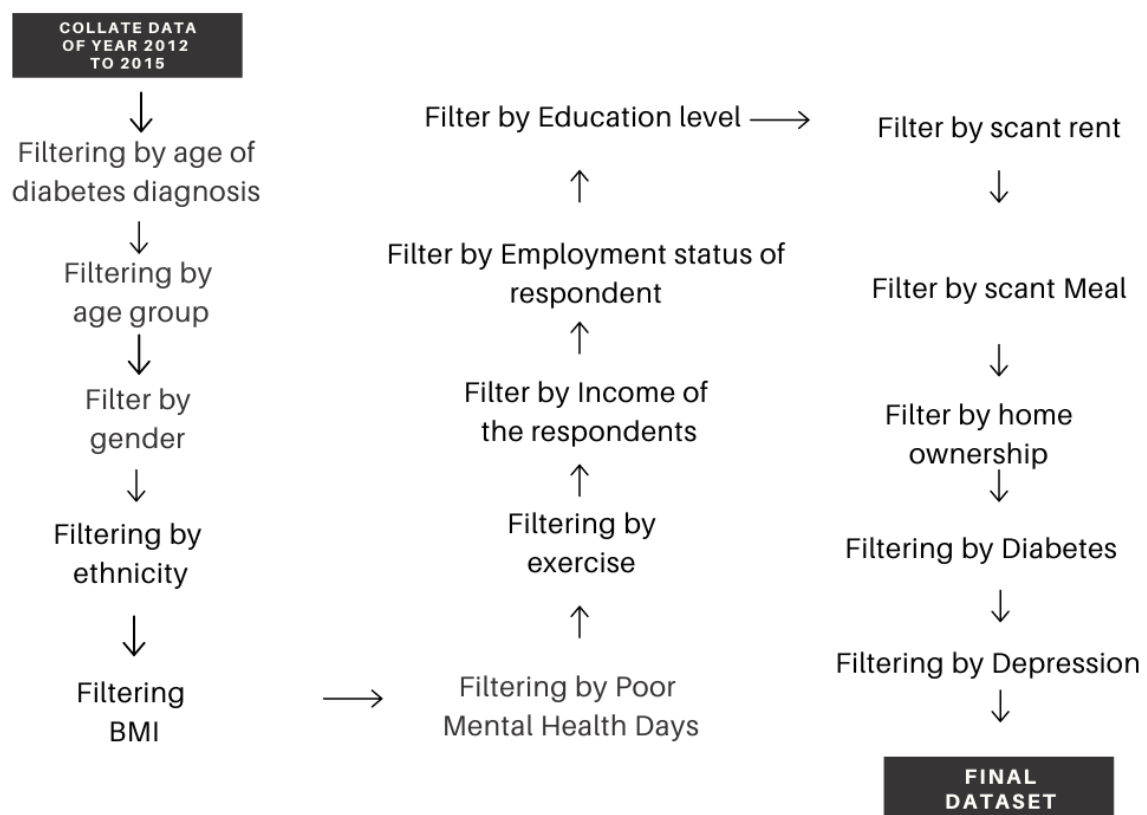 COLLATE DATA
OF YEAR 2012
TO 2015
Filtering by age of
diabetes diagnosis
Filtering by
age group
Filter by
gender
Filtering by
ethnicity
Filtering
BMI
Filtering by Poor
Mental Health Days
Filtering by
exercise
Filter by Income of
the respondents
Filter by Employment status of
respondent
Filter by Education level
Filter by scant rent
Filter by scant Meal
Filter by home
ownership
Filtering by Diabetes
Filtering by Depression
FINAL
DATASET